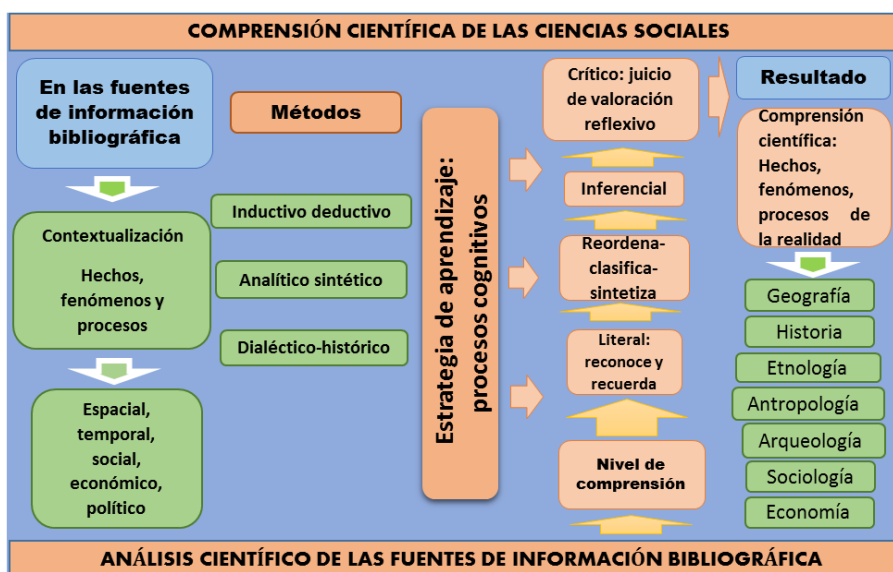 COMPRENSIÓN CIENTÍFICA DE LAS CIENCIAS SOCIALES
En las fuentes
de información
bibliográfica
Contextualización
Hechos,
fenómenos y
procesos
Espacial,
temporal,
social,
económico,
político
Métodos
Inductivo deductivo
Analítico sintético
Dialéctico-histórico
Estrategia de aprendizaje:
procesos cognitivos
Crítico: juicio
de valoración
reflexivo
Inferencial
Reordena-
clasifica-
sintetiza
Literal:
reconoce y
recuerda
Nivel de
comprensión
Resultado
Comprensión
científica:
Hechos,
fenómenos,
procesos de
la realidad
Geografía
Historia
Etnología
Antropología
Arqueología
Sociología
Economía
ANÁLISIS CIENTÍFICO DE LAS FUENTES DE INFORMACIÓN BIBLIOGRÁFICA